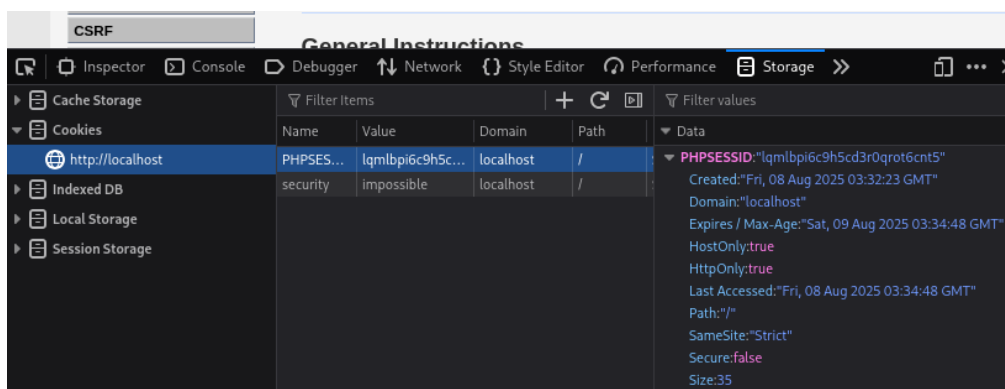 CSRF
General Instructions
Inspector Console Debugger Network Style Editor Performance Storage
Cache Storage
Cookies
http://localhost
Indexed DB
Local Storage
Session Storage
Filter Items
Name Value Domain Path
PHPSES... lqmlbpi6c9h5c... localhost /
security impossible localhost /
Filter values
Data
PHPSESSID:"lqmlbpi6c9h5cd3r0qrot6cnt5"
Created:"Fri, 08 Aug 2025 03:32:23 GMT"
Domain:"localhost"
Expires / Max-Age:"Sat, 09 Aug 2025 03:34:48 GMT"
HostOnly:true
HttpOnly:true
Last Accessed:"Fri, 08 Aug 2025 03:34:48 GMT"
Path:"/"
SameSite:"Strict"
Secure:false
Size:35